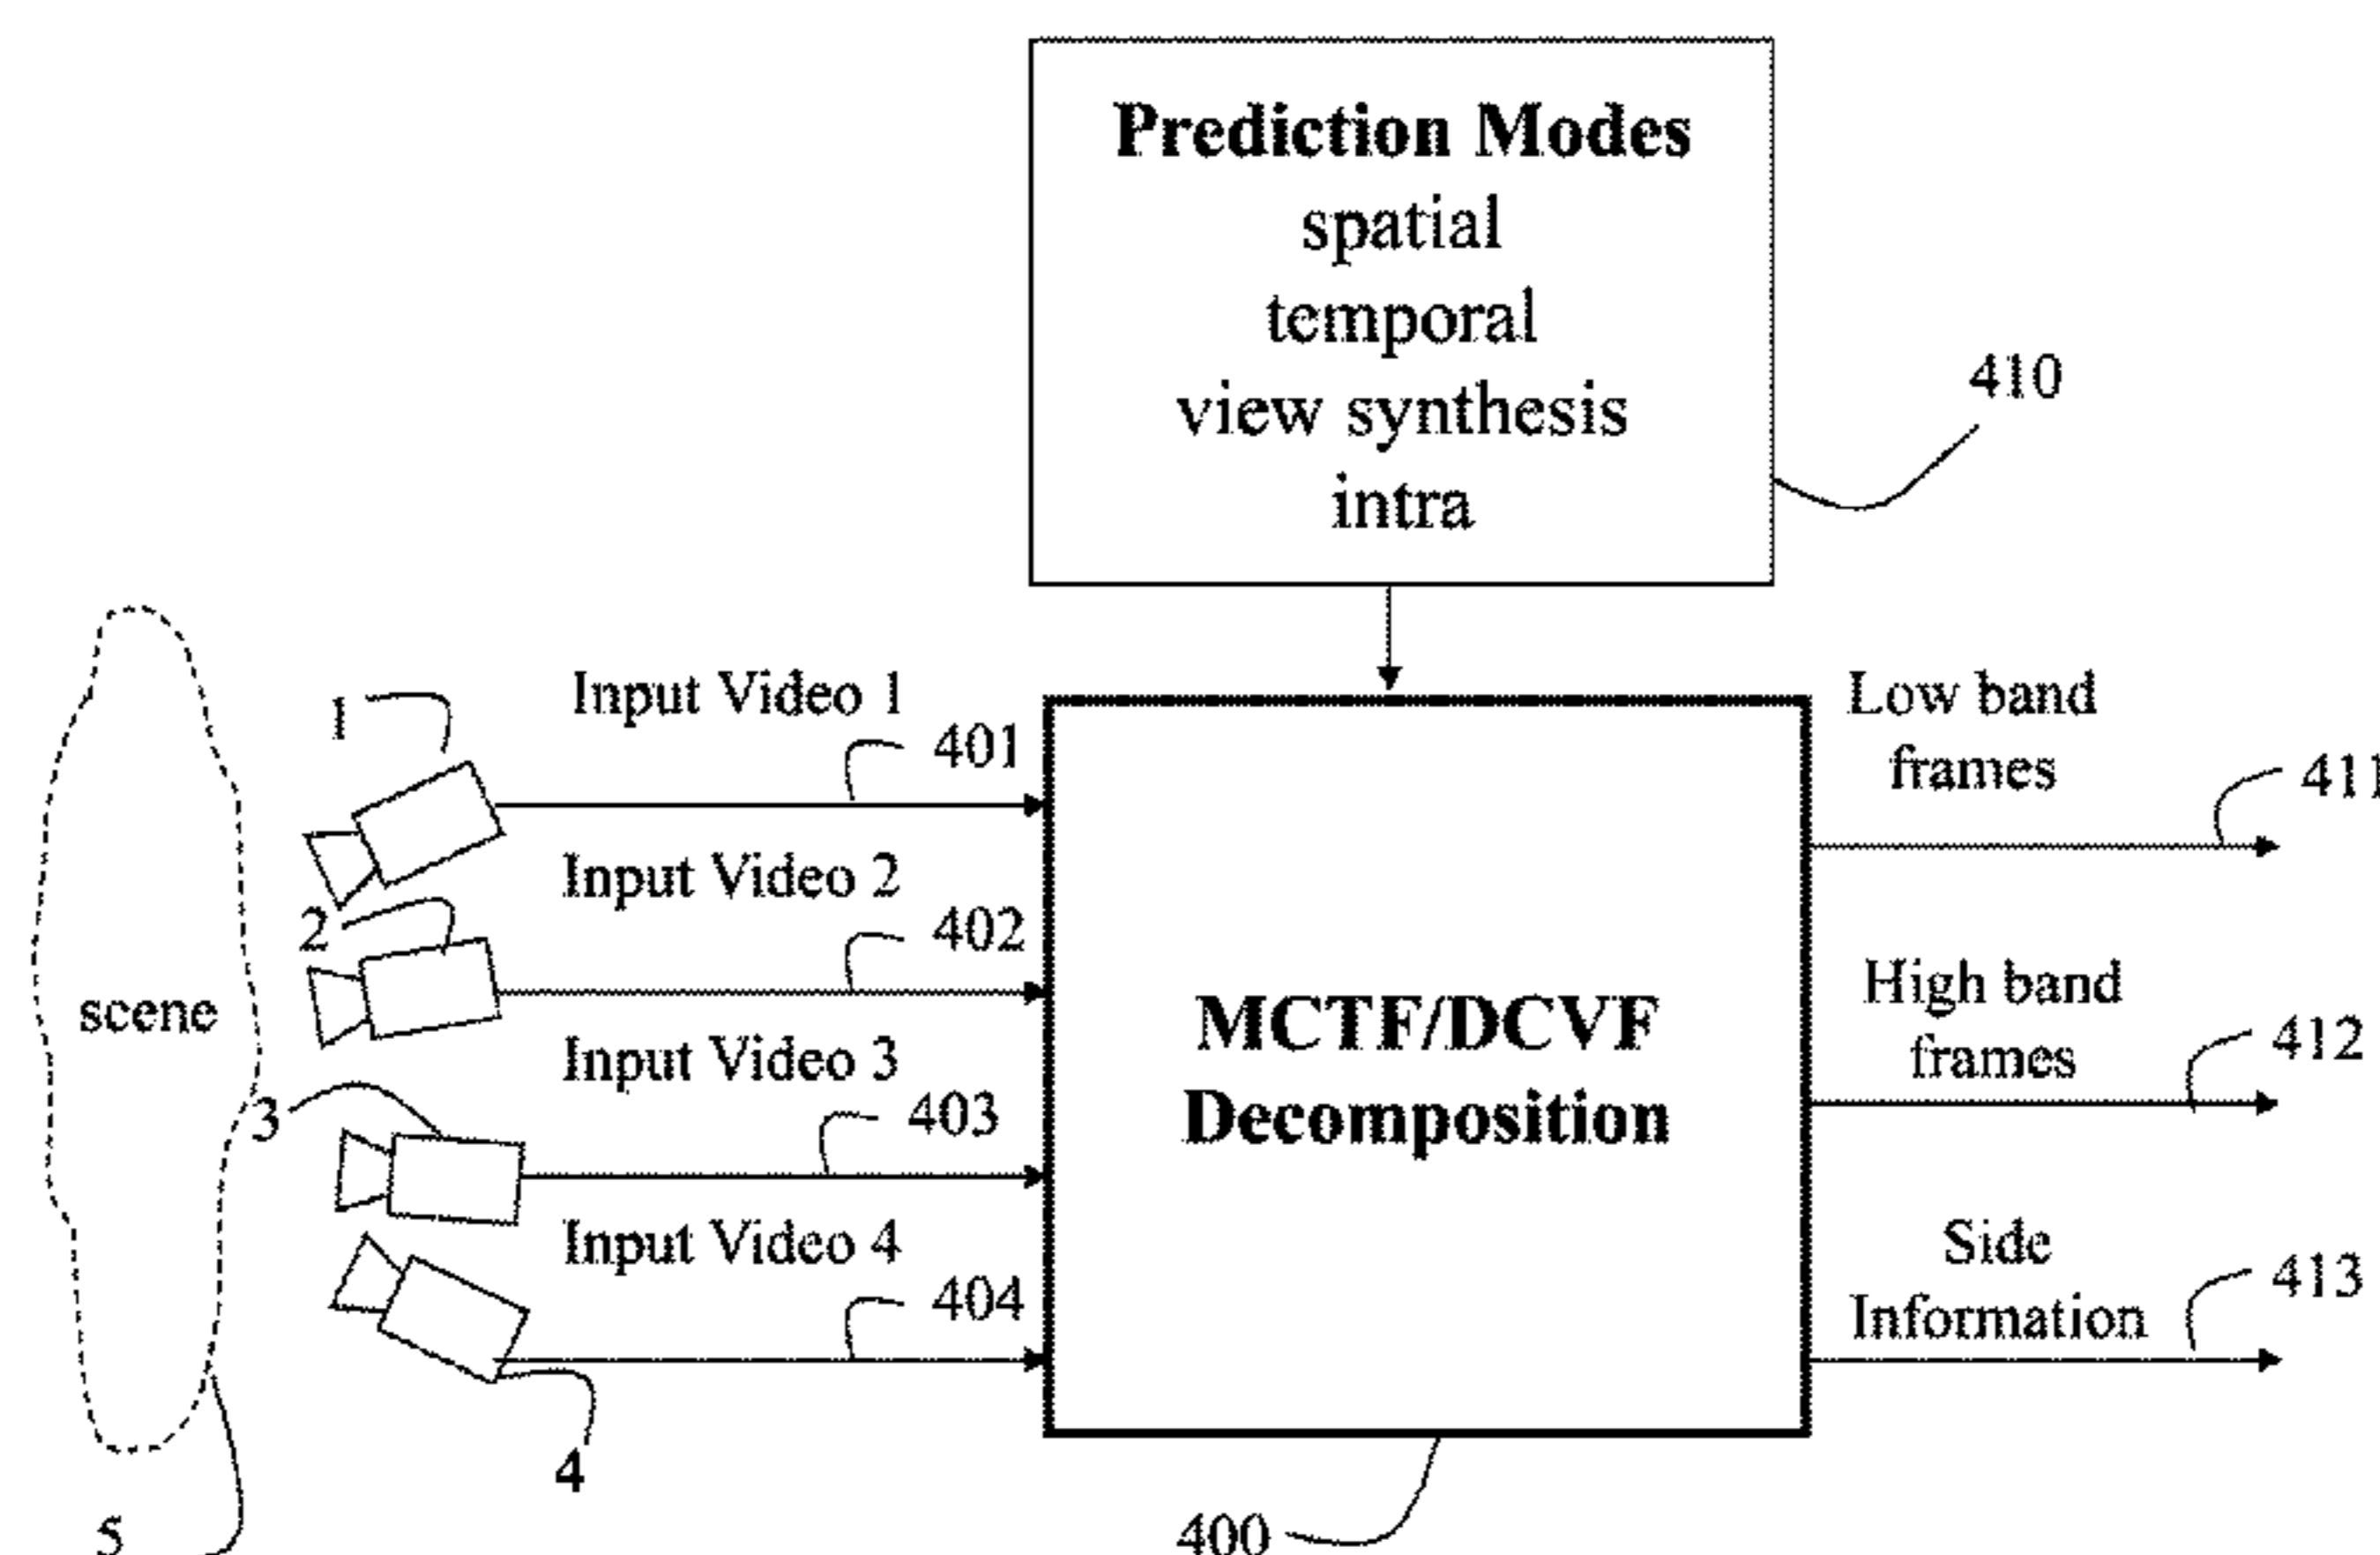 Prediction Modes
spatial
temporal
view synthesis
intra
410
Input Video 1
1
401
Low band
frames
411
Input Video 2
2
402
High band
frames
412
scene
MCTF/DCVF
Decomposition
Input Video 3
3
403
Input Video 4
4
404
Side
Information
413
5
400